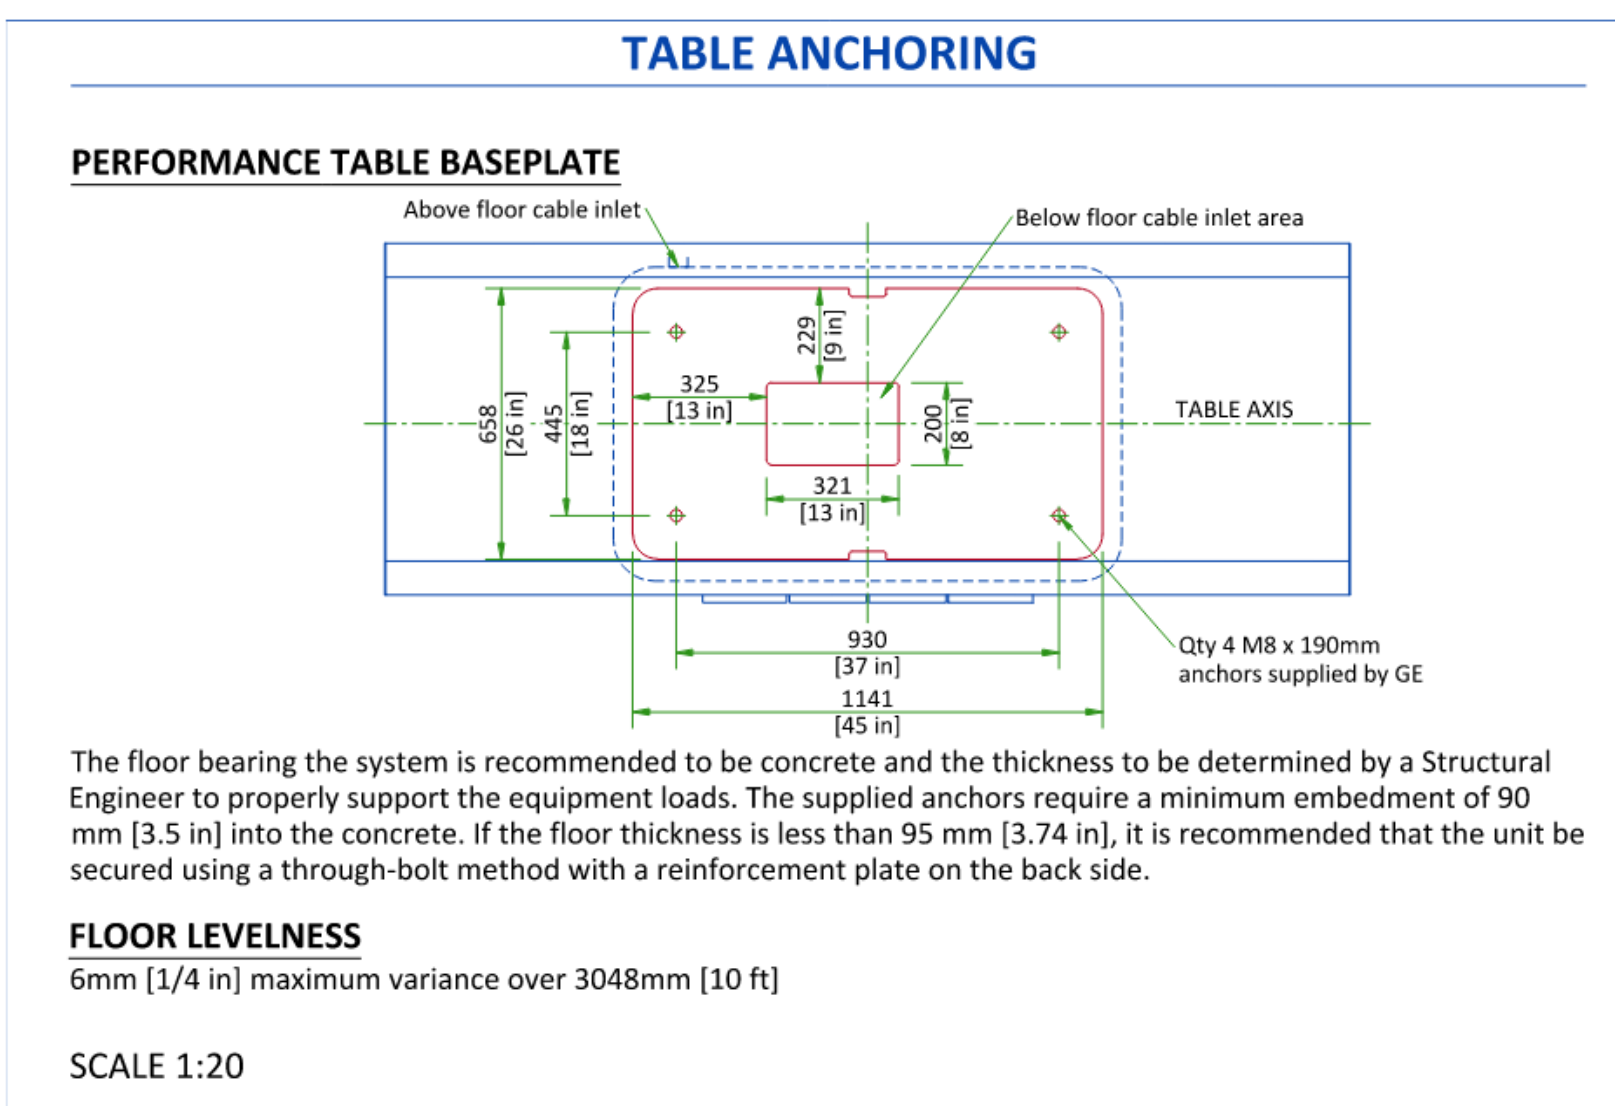 TABLE ANCHORING
PERFORMANCE TABLE BASEPLATE
Above floor cable inlet
Below floor cable inlet area
229
[9 in]
325
[13 in]
658
[26 in]
445
[18 in]
200
[8 in]
TABLE AXIS
321
[13 in]
930
[37 in]
Qty 4 M8 x 190mm
anchors supplied by GE
1141
[45 in]
The floor bearing the system is recommended to be concrete and the thickness to be determined by a Structural
Engineer to properly support the equipment loads. The supplied anchors require a minimum embedment of 90
mm [3.5 in] into the concrete. If the floor thickness is less than 95 mm [3.74 in], it is recommended that the unit be
secured using a through-bolt method with a reinforcement plate on the back side.
FLOOR LEVELNESS
6mm [1/4 in] maximum variance over 3048mm [10 ft]
SCALE 1:20